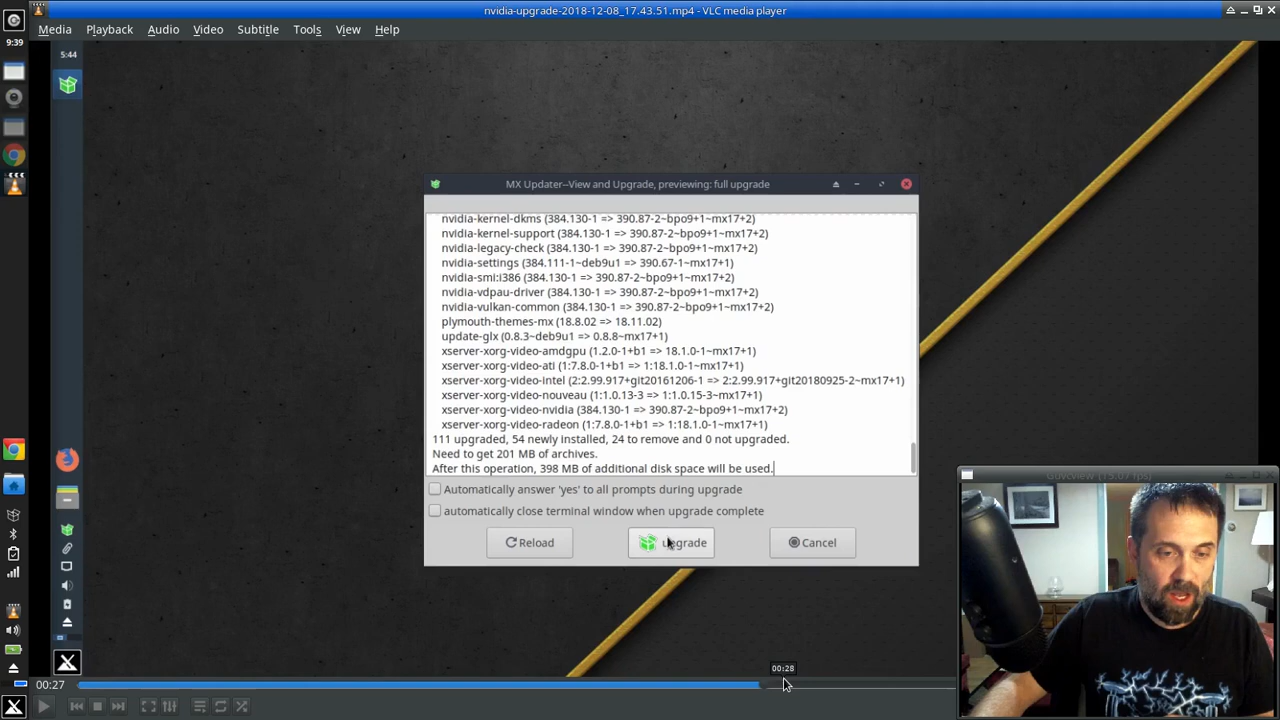 nvidia-upgrade-2018-12-08_17.43.51.mp4 - VLC media player
9:39
Media Playback Audio Video Subtitle Tools View Help
5:44
MX Updater--View and Upgrade, previewing: full upgrade
nvidia-kernel-dkms (384.130-1 => 390.87-2~bpo9+1~mx17+2)
nvidia-kernel-support (384.130-1 => 390.87-2~bpo9+1~mx17+2)
nvidia-legacy-check (384.130-1 => 390.87-2~bpo9+1~mx17+2)
nvidia-settings (384.111-1~deb9u1 => 390.67-1~mx17+1)
nvidia-smi:i386 (384.130-1 => 390.87-2~bpo9+1~mx17+2)
nvidia-vdpau-driver (384.130-1 => 390.87-2~bpo9+1~mx17+2)
nvidia-vulkan-common (384.130-1 => 390.87-2~bpo9+1~mx17+2)
plymouth-themes-mx (18.8.02 => 18.11.02)
update-glx (0.8.3~deb9u1 => 0.8.8~mx17+1)
xserver-xorg-video-amdgpu (1.2.0-1+b1 => 18.1.0-1~mx17+1)
xserver-xorg-video-ati (1:7.8.0-1+b1 => 1:18.1.0-1~mx17+1)
xserver-xorg-video-intel (2:2.99.917+git20161206-1 => 2:2.99.917+git20180925-2~mx17+1)
xserver-xorg-video-nouveau (1:1.0.13-3 => 1:1.0.15-3~mx17+1)
xserver-xorg-video-nvidia (384.130-1 => 390.87-2~bpo9+1~mx17+2)
xserver-xorg-video-radeon (1:7.8.0-1+b1 => 1:18.1.0-1~mx17+1)
111 upgraded, 54 newly installed, 24 to remove and 0 not upgraded.
Need to get 201 MB of archives.
After this operation, 398 MB of additional disk space will be used.
Automatically answer 'yes' to all prompts during upgrade
automatically close terminal window when upgrade complete
Reload upgrade Cancel
Guvcview (15.07 fps)
00:28
00:27